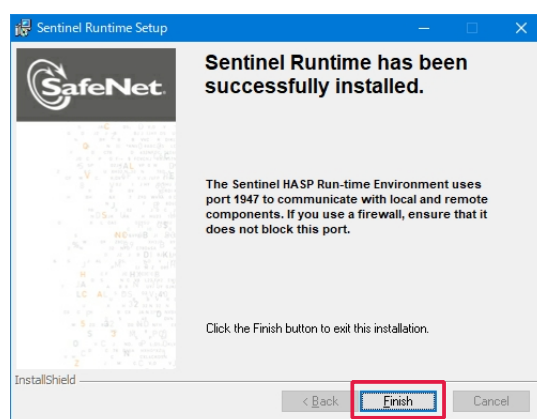 Sentinel Runtime Setup
SafeNet.
Sentinel Runtime has been
successfully installed.
The Sentinel HASP Run-time Environment uses
port 1947 to communicate with local and remote
components. If you use a firewall, ensure that it
does not block this port.
Click the Finish button to exit this installation.
InstallShield
< Back
Finish
Cancel